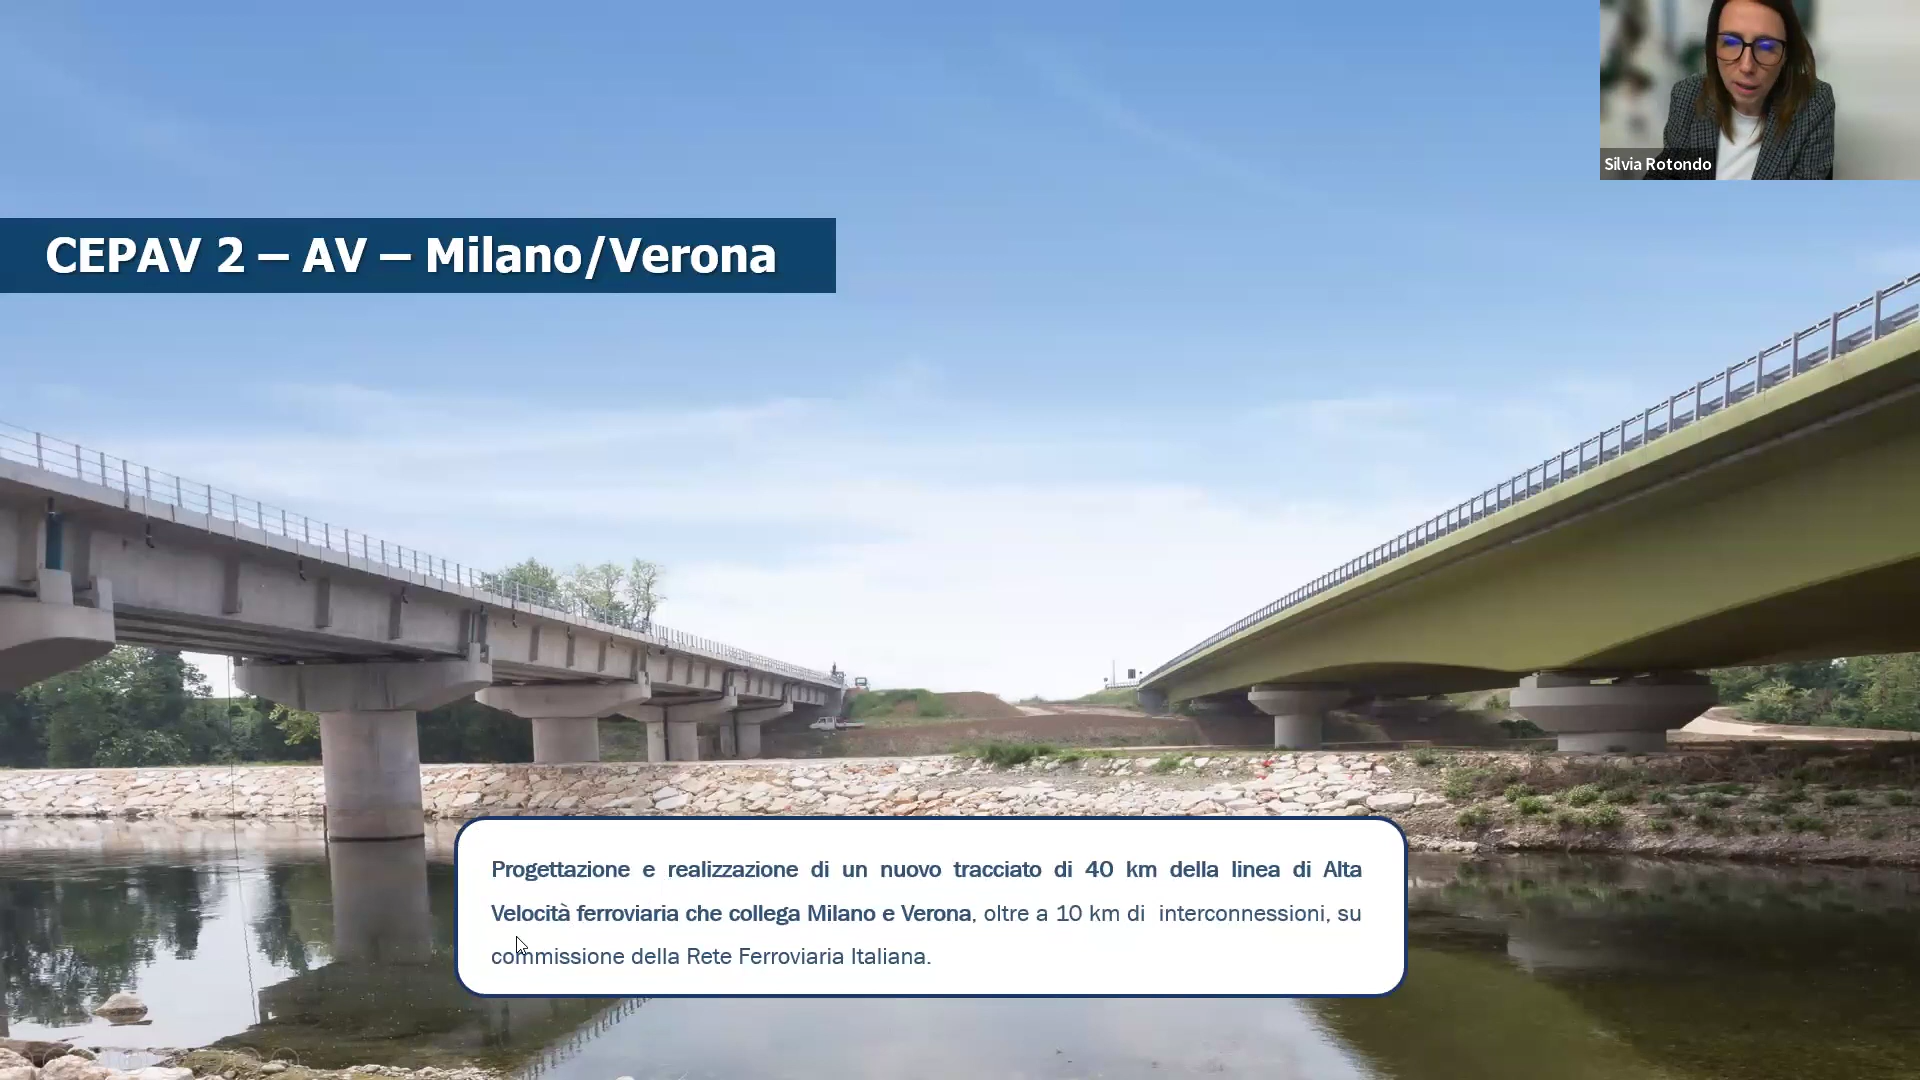 Silvia Rotondo
CEPAV 2 – AV – Milano/Verona
Progettazione e realizzazione di un nuovo tracciato di 40 km della linea di Alta
Velocità ferroviaria che collega Milano e Verona, oltre a 10 km di interconnessioni, su
commissione della Rete Ferroviaria Italiana.